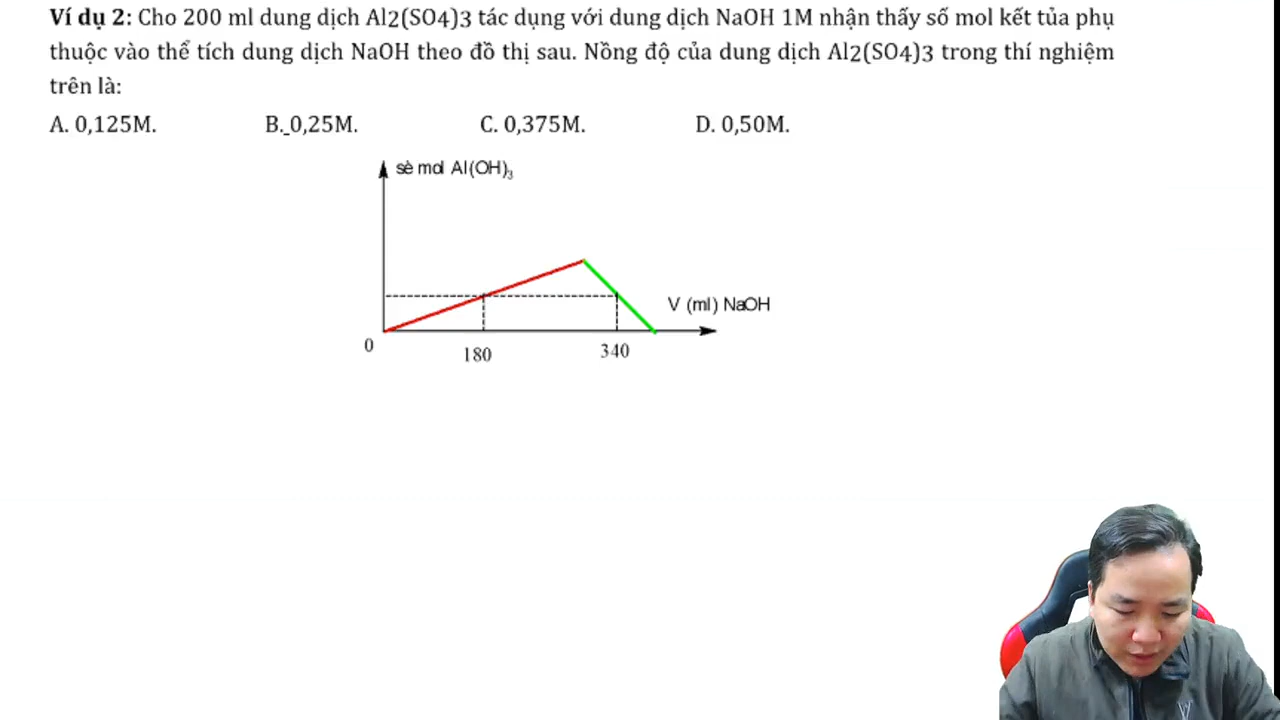 Ví dụ 2: Cho 200 ml dung dịch Al2(SO4)3 tác dụng với dung dịch NaOH 1M nhận thấy số mol kết tủa phụ
thuộc vào thể tích dung dịch NaOH theo đồ thị sau. Nồng độ của dung dịch Al2(SO4)3 trong thí nghiệm
trên là:
A. 0,125M. B. 0,25M. C. 0,375M. D. 0,50M.
sè mol Al(OH)₃
V (ml) NaOH
0
180
340